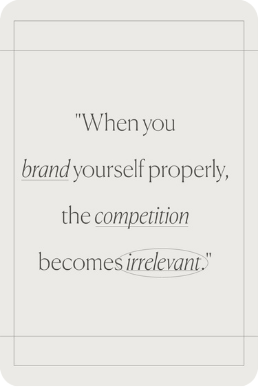 "When you
brand yourself properly,
the competition
becomes irrelevant."